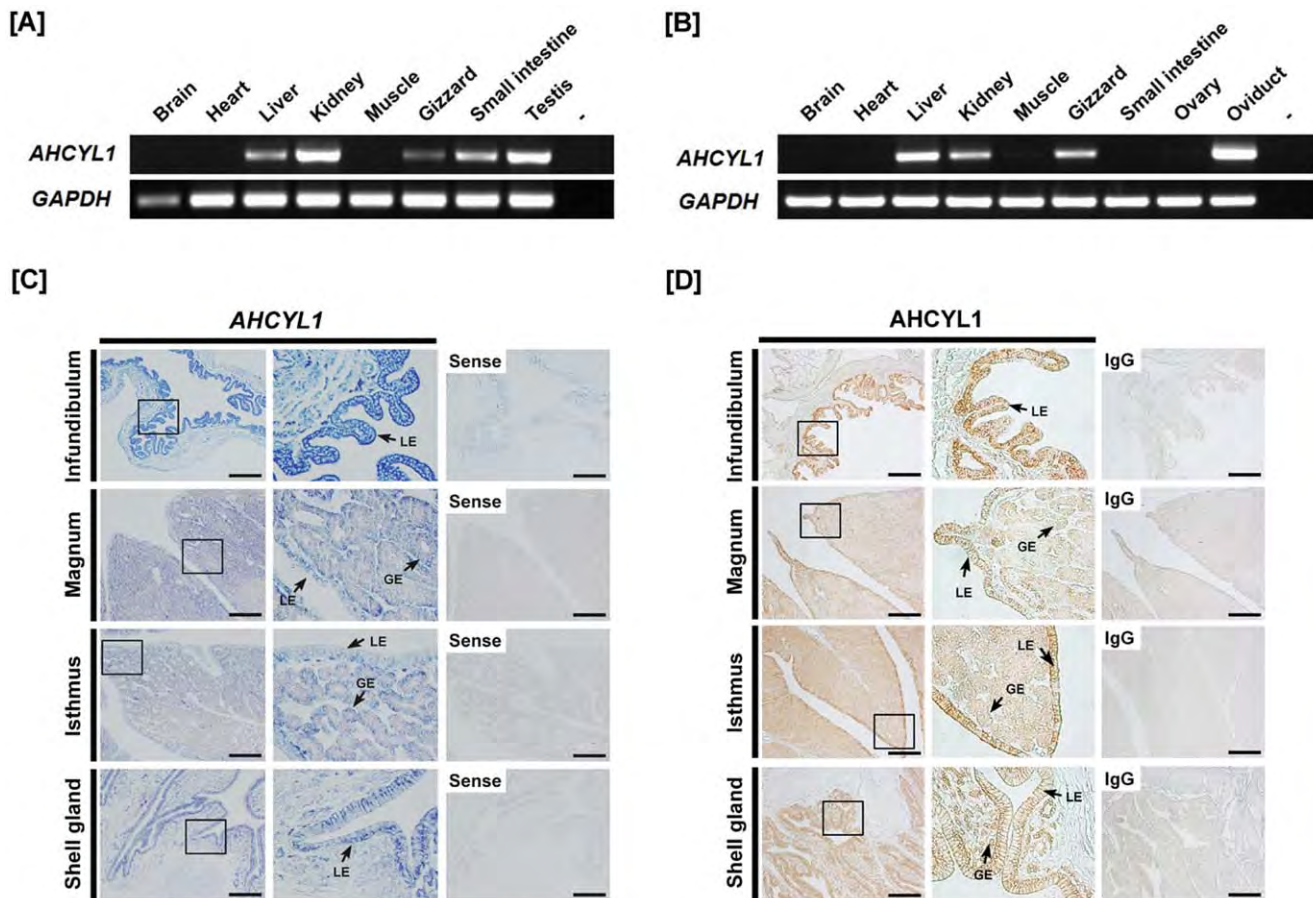 [A]
Brain Heart Liver Kidney Muscle Gizzard Small intestine Testis -
AHCYL1
GAPDH
[B]
Brain Heart Liver Kidney Muscle Gizzard Small intestine Ovary Oviduct -
AHCYL1
GAPDH
[C]
AHCYL1
Infundibulum
LE
Sense
Magnum
LE
GE
Sense
Isthmus
LE
GE
Sense
Shell gland
LE
Sense
[D]
AHCYL1
Infundibulum
LE
IgG
Magnum
GE
LE
IgG
Isthmus
LE
GE
IgG
Shell gland
LE
GE
IgG